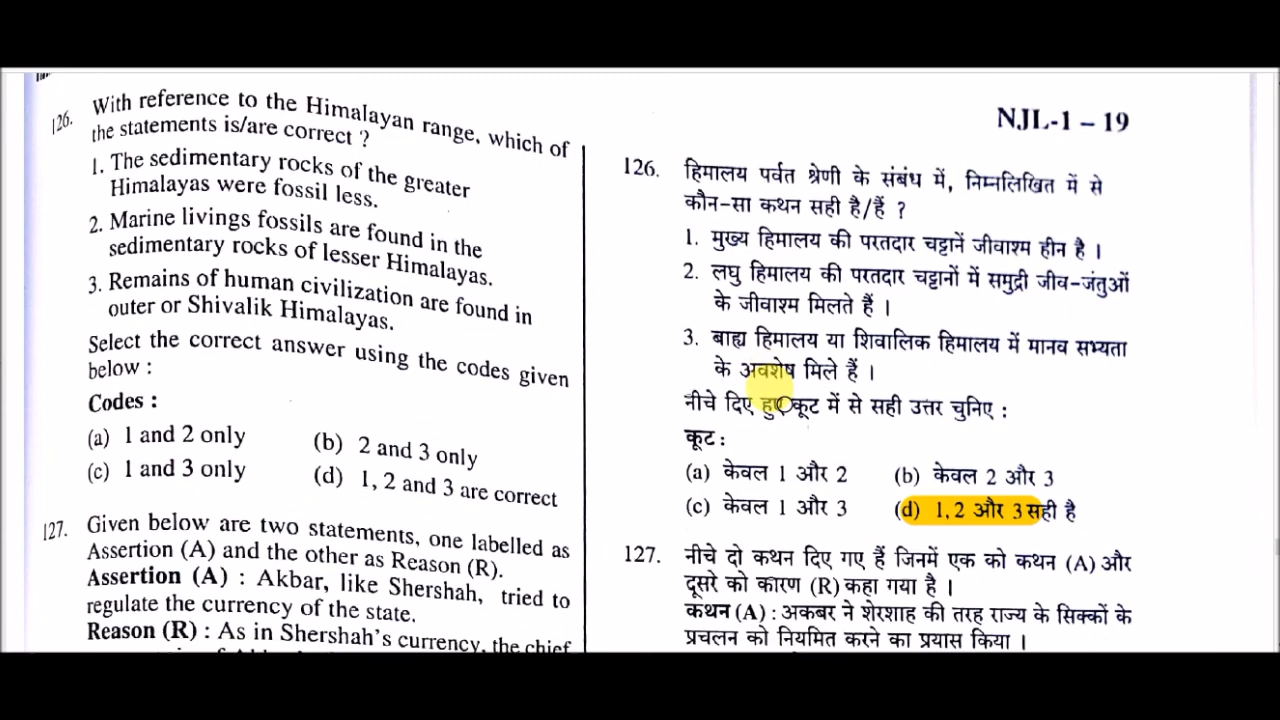 126. With reference to the Himalayan range, which of
the statements is/are correct ?
1. The sedimentary rocks of the greater
Himalayas were fossil less.
2. Marine livings fossils are found in the
sedimentary rocks of lesser Himalayas.
3. Remains of human civilization are found in
outer or Shivalik Himalayas.
Select the correct answer using the codes given
below :
Codes :
(a) 1 and 2 only (b) 2 and 3 only
(c) 1 and 3 only (d) 1, 2 and 3 are correct
127. Given below are two statements, one labelled as
Assertion (A) and the other as Reason (R).
Assertion (A) : Akbar, like Shershah, tried to
regulate the currency of the state.
Reason (R) : As in Shershah's currency, the chief
NJL-1 – 19
126. हिमालय पर्वत श्रेणी के संबंध में, निम्नलिखित में से
कौन-सा कथन सही है/हैं ?
1. मुख्य हिमालय की परतदार चट्टानें जीवाश्म हीन है ।
2. लघु हिमालय की परतदार चट्टानों में समुद्री जीव-जंतुओं
के जीवाश्म मिलते हैं ।
3. बाह्य हिमालय या शिवालिक हिमालय में मानव सभ्यता
के अवशेष मिले हैं ।
नीचे दिए हुए कूट में से सही उत्तर चुनिए :
कूट :
(a) केवल 1 और 2 (b) केवल 2 और 3
(c) केवल 1 और 3 (d) 1, 2 और 3 सही है
127. नीचे दो कथन दिए गए हैं जिनमें एक को कथन (A) और
दूसरे को कारण (R) कहा गया है ।
कथन (A) : अकबर ने शेरशाह की तरह राज्य के सिक्कों के
प्रचलन को नियमित करने का प्रयास किया ।